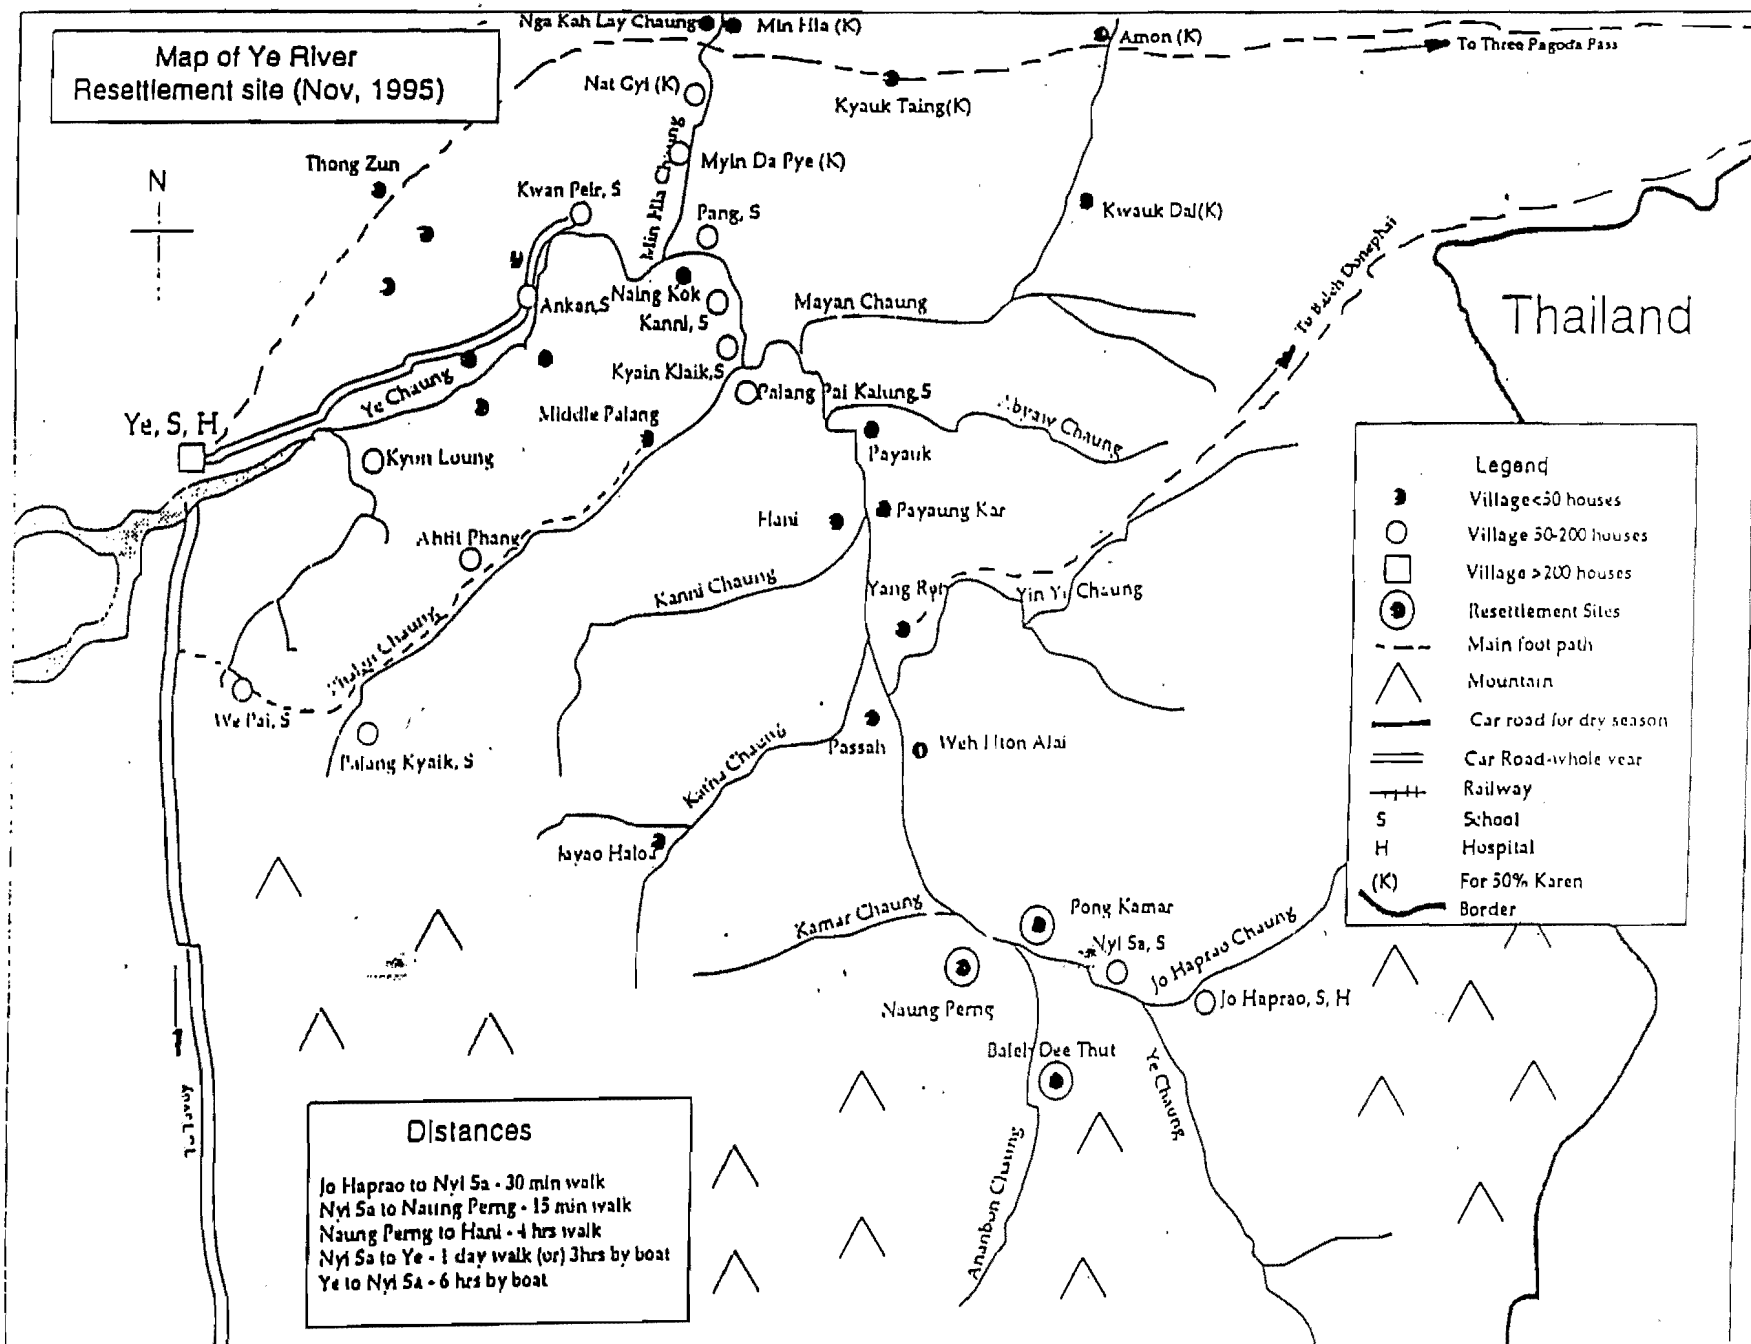 Map of Ye River
Resettlement site (Nov, 1995)
Nga Kah Lay Chaung
Min Hla (K)
Amon (K)
To Three Pagoda Pass
Nat Gyi (K)
Kyauk Taing(K)
Thong Zun
N
Min Hla Chaung
Myin Da Pye (K)
Kwan Peir, S
Pang, S
Kwauk Dal(K)
Ankan,S
Naing Kok
Kanni, S
Mayan Chaung
Thailand
Kyain Klaik,S
Ye Chaung
Palang Pai Kalung,S
Abyaw Chaung
Ye, S, H
Middle Palang
Kyon Loung
Payauk
Hani
Payaung Kar
Ahtit Phang
Kanni Chaung
Yin Ye Chaung
Chaung
We Pai, S
Palang Kyaik, S
Passah
Weh Hton Alai
Chaung
Kamar Chaung
Pong Kamar
Nyi Sa, S
Jo Haprao Chaung
Naung Perng
Jo Haprao, S, H
Dee Thut
Ye Chaung
Ananbon Chaung
Legend
Village<50 houses
Village 50-200 houses
Village >200 houses
Resettlement Sites
Main foot path
Mountain
Car road for dry season
Car Road-whole year
Railway
S School
H Hospital
(K) For 50% Karen
Border
Distances
Jo Haprao to Nyi Sa - 30 min walk
Nyi Sa to Naung Perng - 15 min walk
Naung Perng to Hani - 4 hrs walk
Nyi Sa to Ye - 1 day walk (or) 3hrs by boat
Ye to Nyi Sa - 6 hrs by boat